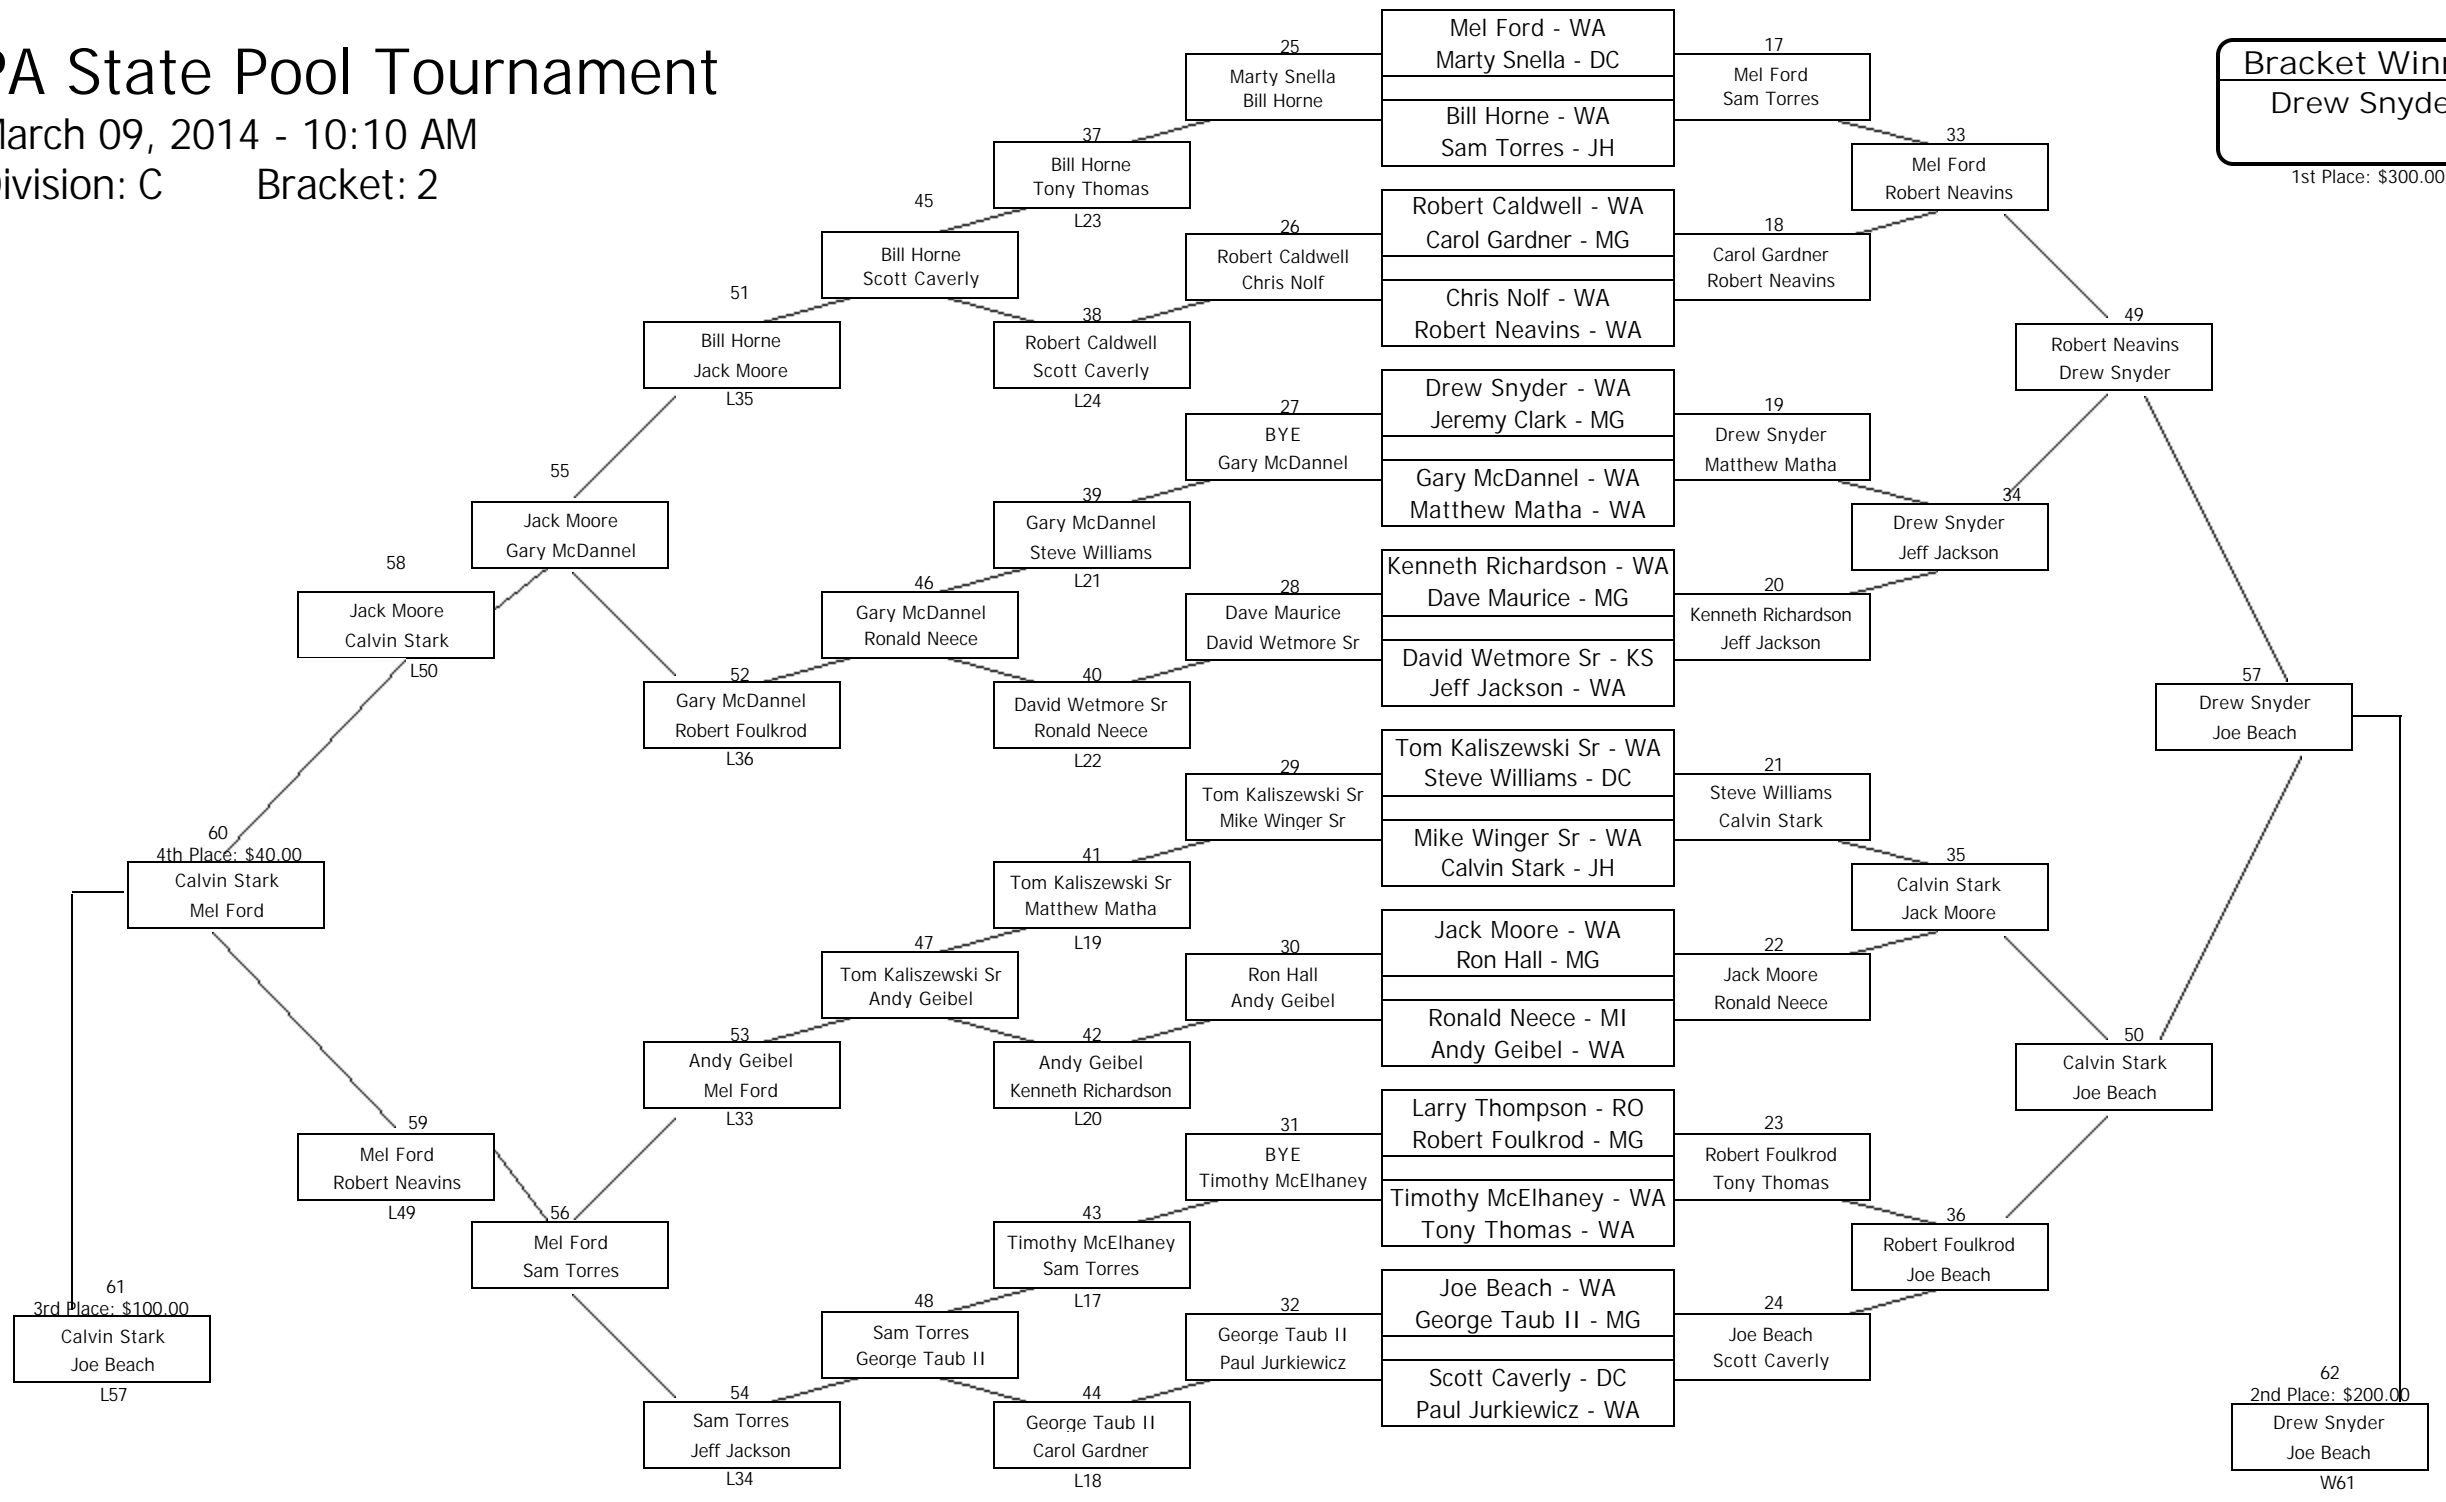 PA State Pool Tournament
March 09, 2014 - 10:10 AM
Division: C Bracket: 2
Bracket Winn
Drew Snyde
1st Place: $300.00
Mel Ford - WA
Marty Snella - DC
Bill Horne - WA
Sam Torres - JH
Robert Caldwell - WA
Carol Gardner - MG
Chris Nolf - WA
Robert Neavins - WA
Drew Snyder - WA
Jeremy Clark - MG
Gary McDannel - WA
Matthew Matha - WA
Kenneth Richardson - WA
Dave Maurice - MG
David Wetmore Sr - KS
Jeff Jackson - WA
Tom Kaliszewski Sr - WA
Steve Williams - DC
Mike Winger Sr - WA
Calvin Stark - JH
Jack Moore - WA
Ron Hall - MG
Ronald Neece - MI
Andy Geibel - WA
Larry Thompson - RO
Robert Foulkrod - MG
Timothy McElhaney - WA
Tony Thomas - WA
Joe Beach - WA
George Taub II - MG
Scott Caverly - DC
Paul Jurkiewicz - WA
17
Mel Ford
Sam Torres
18
Carol Gardner
Robert Neavins
19
Drew Snyder
Matthew Matha
20
Kenneth Richardson
Jeff Jackson
21
Steve Williams
Calvin Stark
22
Jack Moore
Ronald Neece
23
Robert Foulkrod
Tony Thomas
24
Joe Beach
Scott Caverly
25
Marty Snella
Bill Horne
26
Robert Caldwell
Chris Nolf
27
BYE
Gary McDannel
28
Dave Maurice
David Wetmore Sr
29
Tom Kaliszewski Sr
Mike Winger Sr
30
Ron Hall
Andy Geibel
31
BYE
Timothy McElhaney
32
George Taub II
Paul Jurkiewicz
33
Mel Ford
Robert Neavins
34
Drew Snyder
Jeff Jackson
35
Calvin Stark
Jack Moore
36
Robert Foulkrod
Joe Beach
37
Bill Horne
Tony Thomas
L23
38
Robert Caldwell
Scott Caverly
L24
39
Gary McDannel
Steve Williams
L21
40
David Wetmore Sr
Ronald Neece
L22
41
Tom Kaliszewski Sr
Matthew Matha
L19
42
Andy Geibel
Kenneth Richardson
L20
43
Timothy McElhaney
Sam Torres
L17
44
George Taub II
Carol Gardner
L18
45
Bill Horne
Scott Caverly
46
Gary McDannel
Ronald Neece
47
Tom Kaliszewski Sr
Andy Geibel
48
Sam Torres
George Taub II
49
Robert Neavins
Drew Snyder
50
Calvin Stark
Joe Beach
51
Bill Horne
Jack Moore
L35
52
Gary McDannel
Robert Foulkrod
L36
53
Andy Geibel
Mel Ford
L33
54
Sam Torres
Jeff Jackson
L34
55
Jack Moore
Gary McDannel
56
Mel Ford
Sam Torres
57
Drew Snyder
Joe Beach
58
Jack Moore
Calvin Stark
L50
59
Mel Ford
Robert Neavins
L49
60
4th Place: $40.00
Calvin Stark
Mel Ford
61
3rd Place: $100.00
Calvin Stark
Joe Beach
L57
62
2nd Place: $200.00
Drew Snyder
Joe Beach
W61